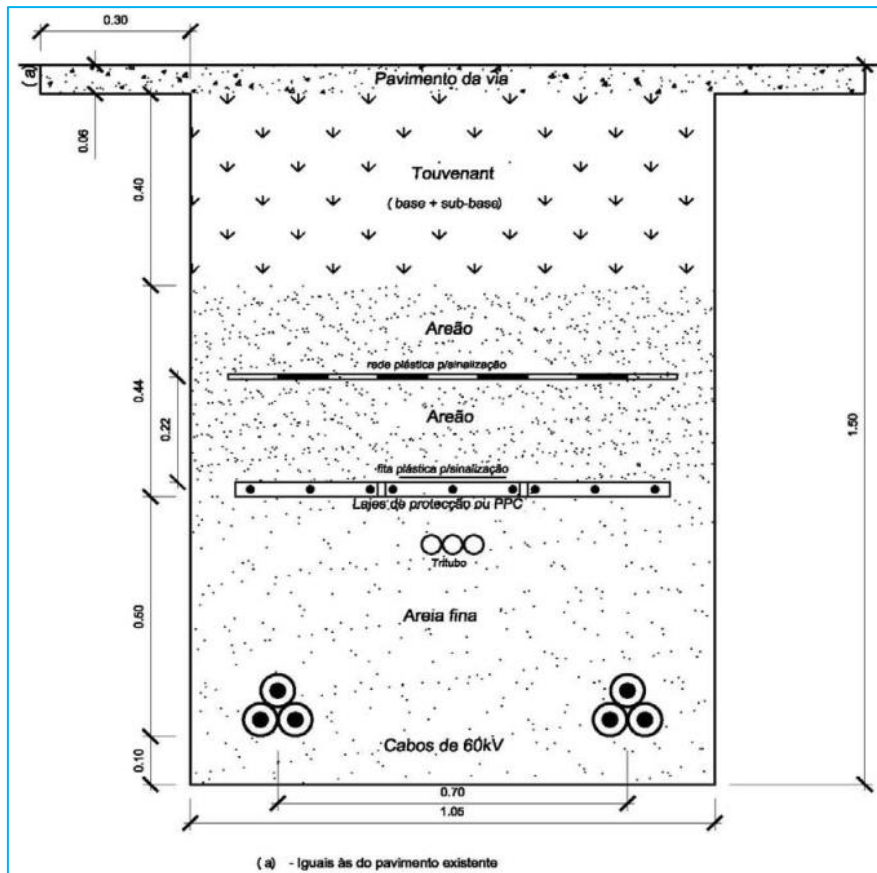 0.30
(a)
Pavimento da via
0.06
0.40
Touvenant
( base + sub-base)
Areão
rede plástica p/sinalização
0.44
0.22
Areão
1.50
fita plástica p/sinalização
Lajes de protecção ou PPC
Tritubo
0.50
Areia fina
0.10
Cabos de 60kV
0.70
1.05
( a) - Iguais às do pavimento existente